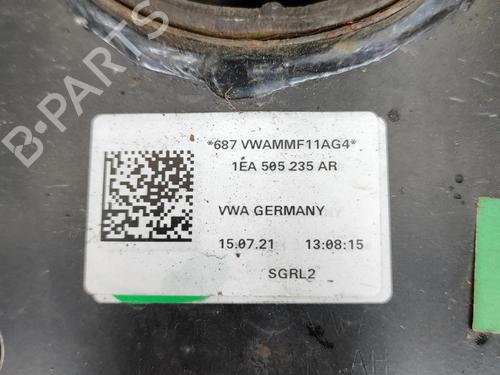 B-PARTS
*687 VWAMMF11AG4*
1EA 505 235 AR
VWA GERMANY
15.07.21 13:08:15
SGRL2